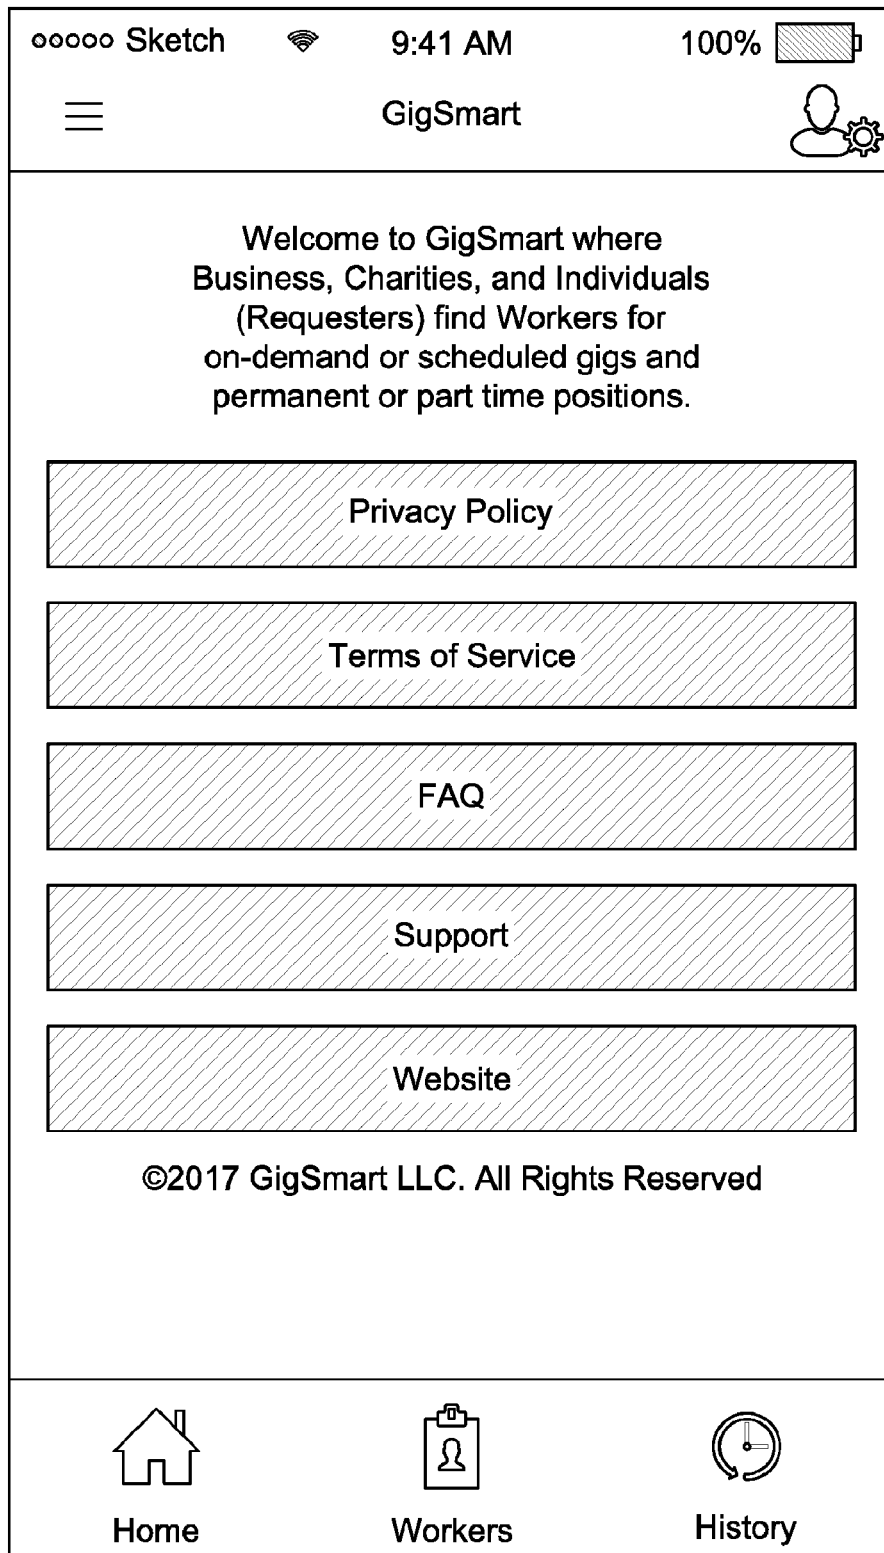 Sketch 9:41 AM 100%
GigSmart
Welcome to GigSmart where
Business, Charities, and Individuals
(Requesters) find Workers for
on-demand or scheduled gigs and
permanent or part time positions.
Privacy Policy
Terms of Service
FAQ
Support
Website
©2017 GigSmart LLC. All Rights Reserved
Home Workers History